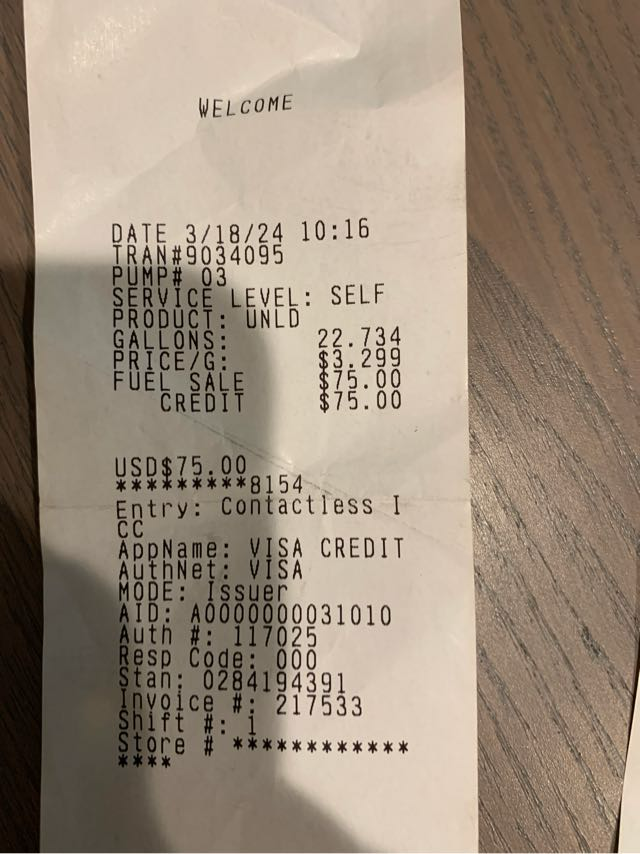 WELCOME
DATE 3/18/24 10:16
TRAN#9034095
PUMP# 03
SERVICE LEVEL: SELF
PRODUCT: UNLD
GALLONS: 22.734
PRICE/G: $3.299
FUEL SALE $75.00
CREDIT $75.00
USD$75.00
*********8154
Entry: Contactless I
CC
AppName: VISA CREDIT
AuthNet: VISA
MODE: Issuer
AID: A0000000031010
Auth #: 117025
Resp Code: 000
Stan: 0284194391
Invoice #: 217533
Shift #: 1
Store # ************
****